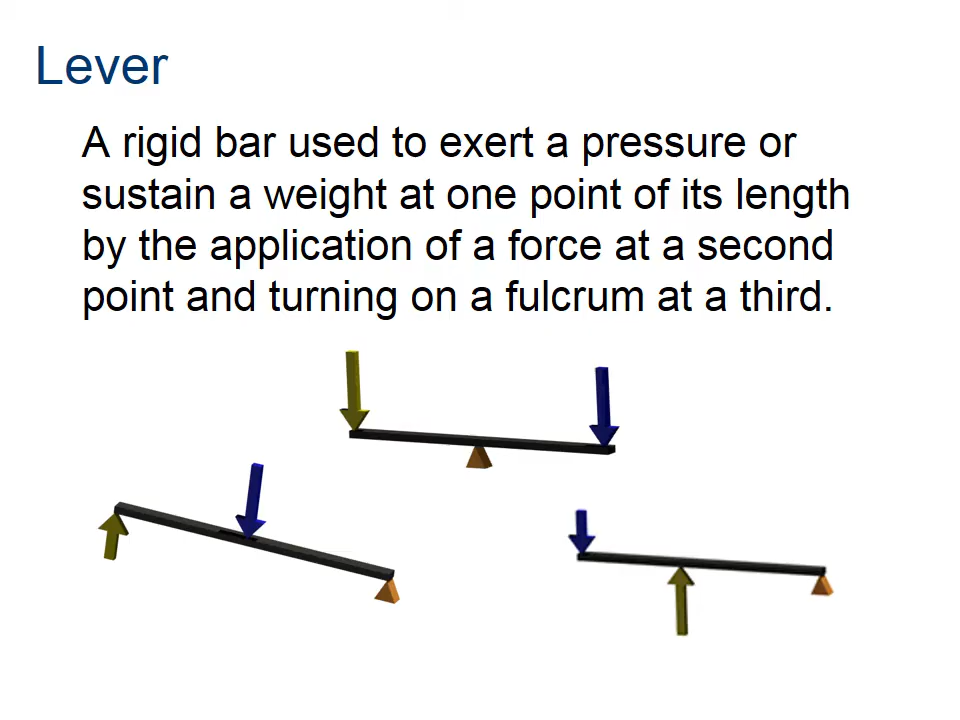 Lever
A rigid bar used to exert a pressure or
sustain a weight at one point of its length
by the application of a force at a second
point and turning on a fulcrum at a third.